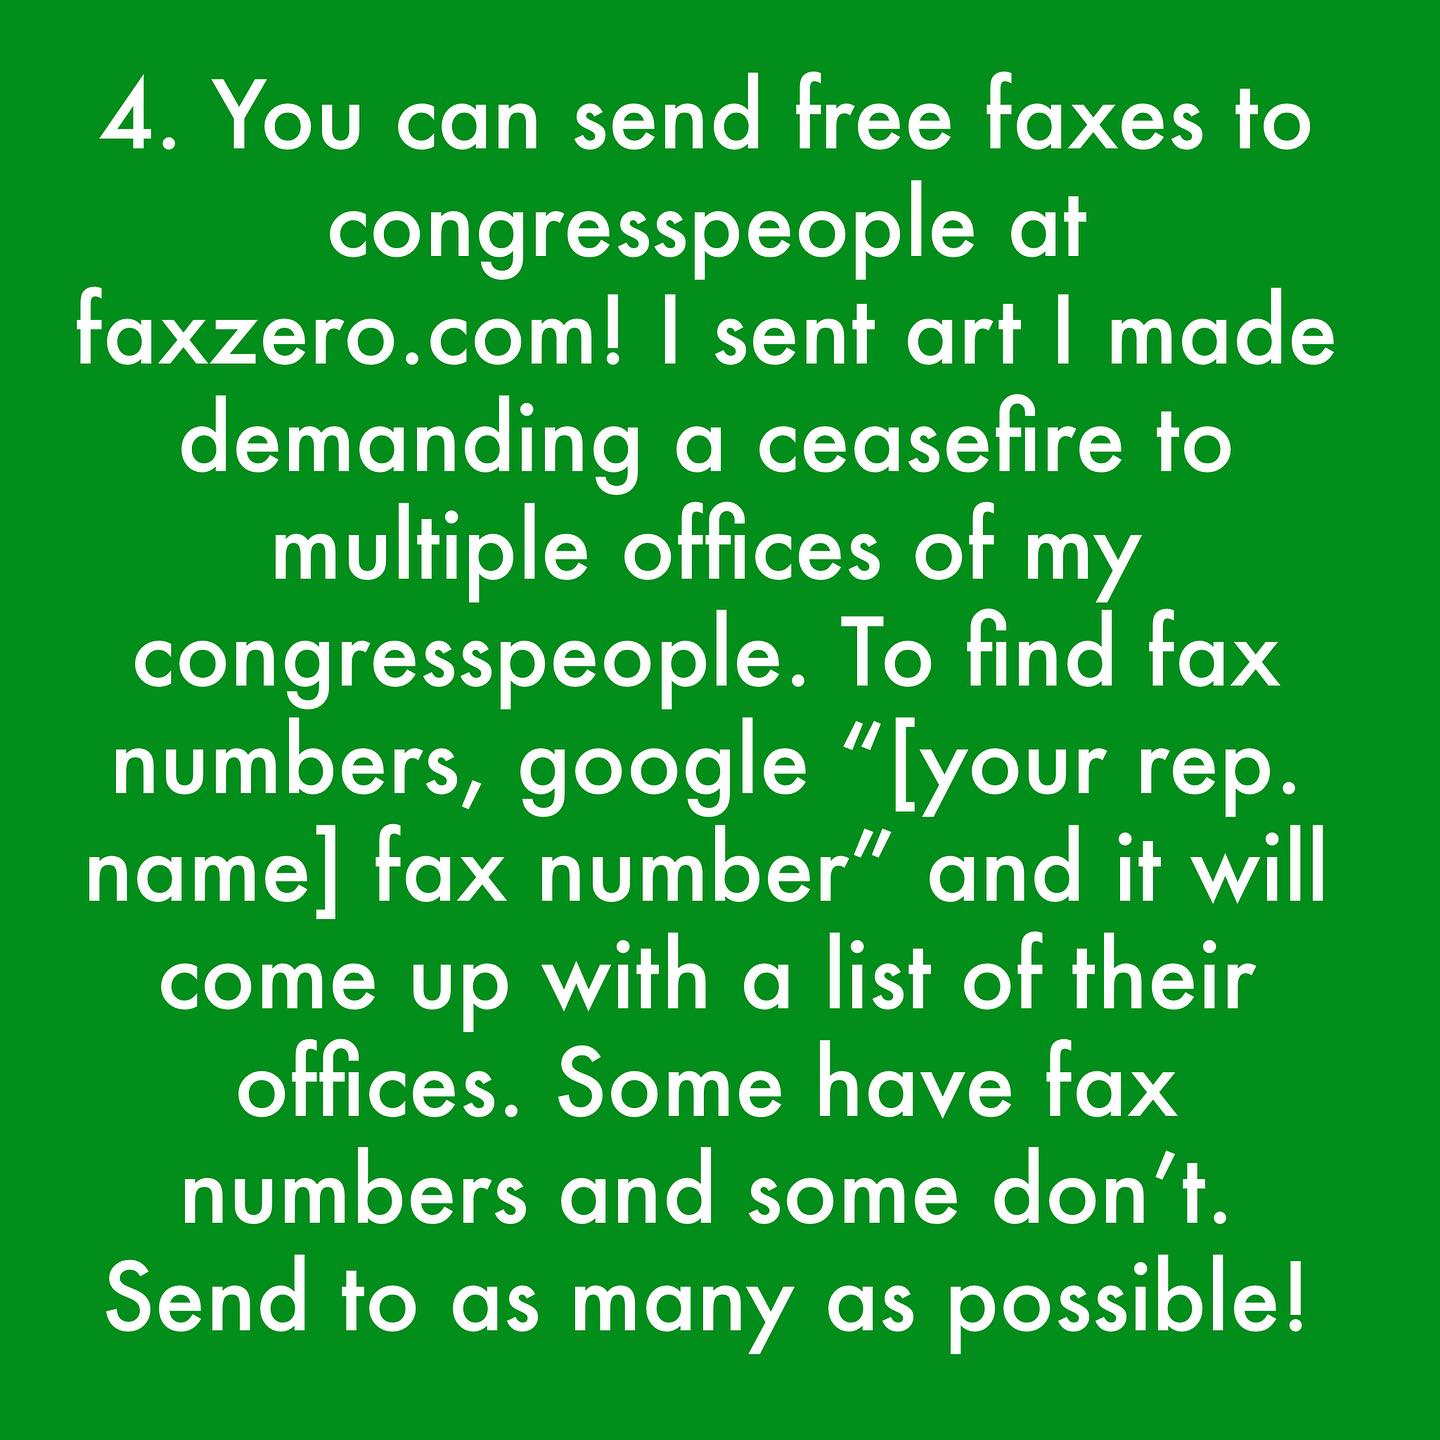 4. You can send free faxes to
congresspeople at
faxzero.com! I sent art I made
demanding a ceasefire to
multiple offices of my
congresspeople. To find fax
numbers, google “[your rep.
name] fax number” and it will
come up with a list of their
offices. Some have fax
numbers and some don’t.
Send to as many as possible!